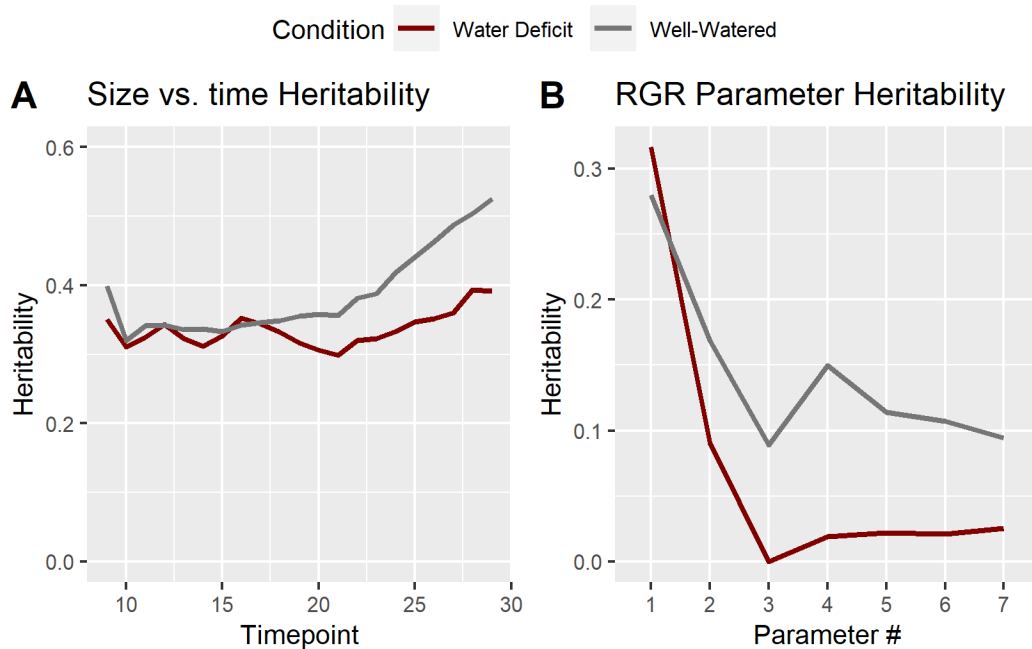 Condition Water Deficit Well-Watered
A Size vs. time Heritability
Heritability
0.6
0.4
0.2
0.0
10 15 20 25 30
Timepoint
B RGR Parameter Heritability
Heritability
0.3
0.2
0.1
0.0
1 2 3 4 5 6 7
Parameter #